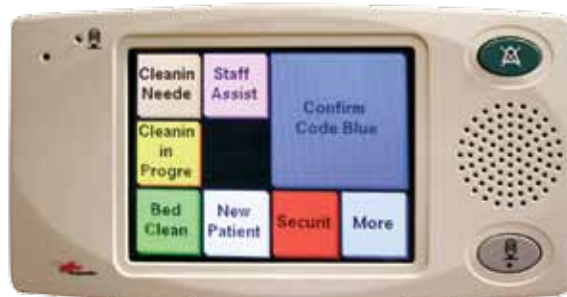 Cleanin
Neede
Staff
Assist
Confirm
Code Blue
Cleanin
in
Progre
Bed
Clean
New
Patient
Securit
More